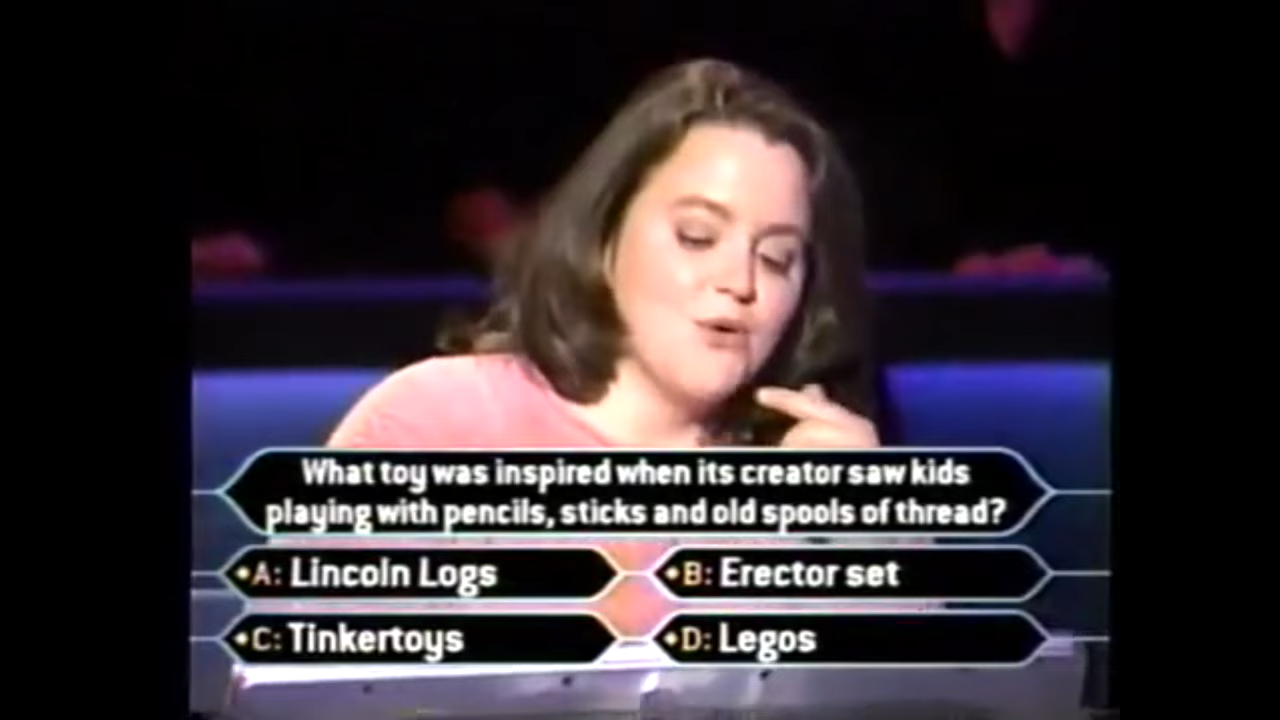 What toy was inspired when its creator saw kids
playing with pencils, sticks and old spools of thread?
A: Lincoln Logs
B: Erector set
C: Tinkertoys
D: Legos